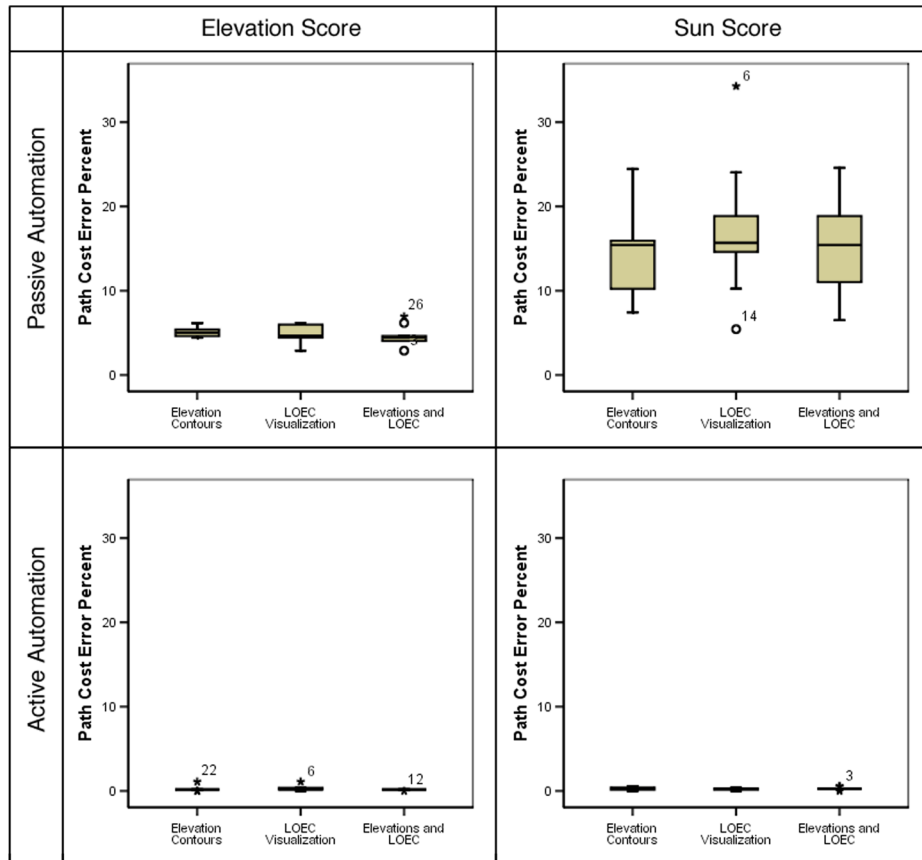 Elevation Score
Sun Score
Passive Automation
Path Cost Error Percent
30
20
10
0
26
3
Elevation
Contours
LOEC
Visualization
Elevations and
LOEC
Path Cost Error Percent
30
20
10
0
6
14
Elevation
Contours
LOEC
Visualization
Elevations and
LOEC
Active Automation
Path Cost Error Percent
30
20
10
0
22
6
12
Elevation
Contours
LOEC
Visualization
Elevations and
LOEC
Path Cost Error Percent
30
20
10
0
3
Elevation
Contours
LOEC
Visualization
Elevations and
LOEC